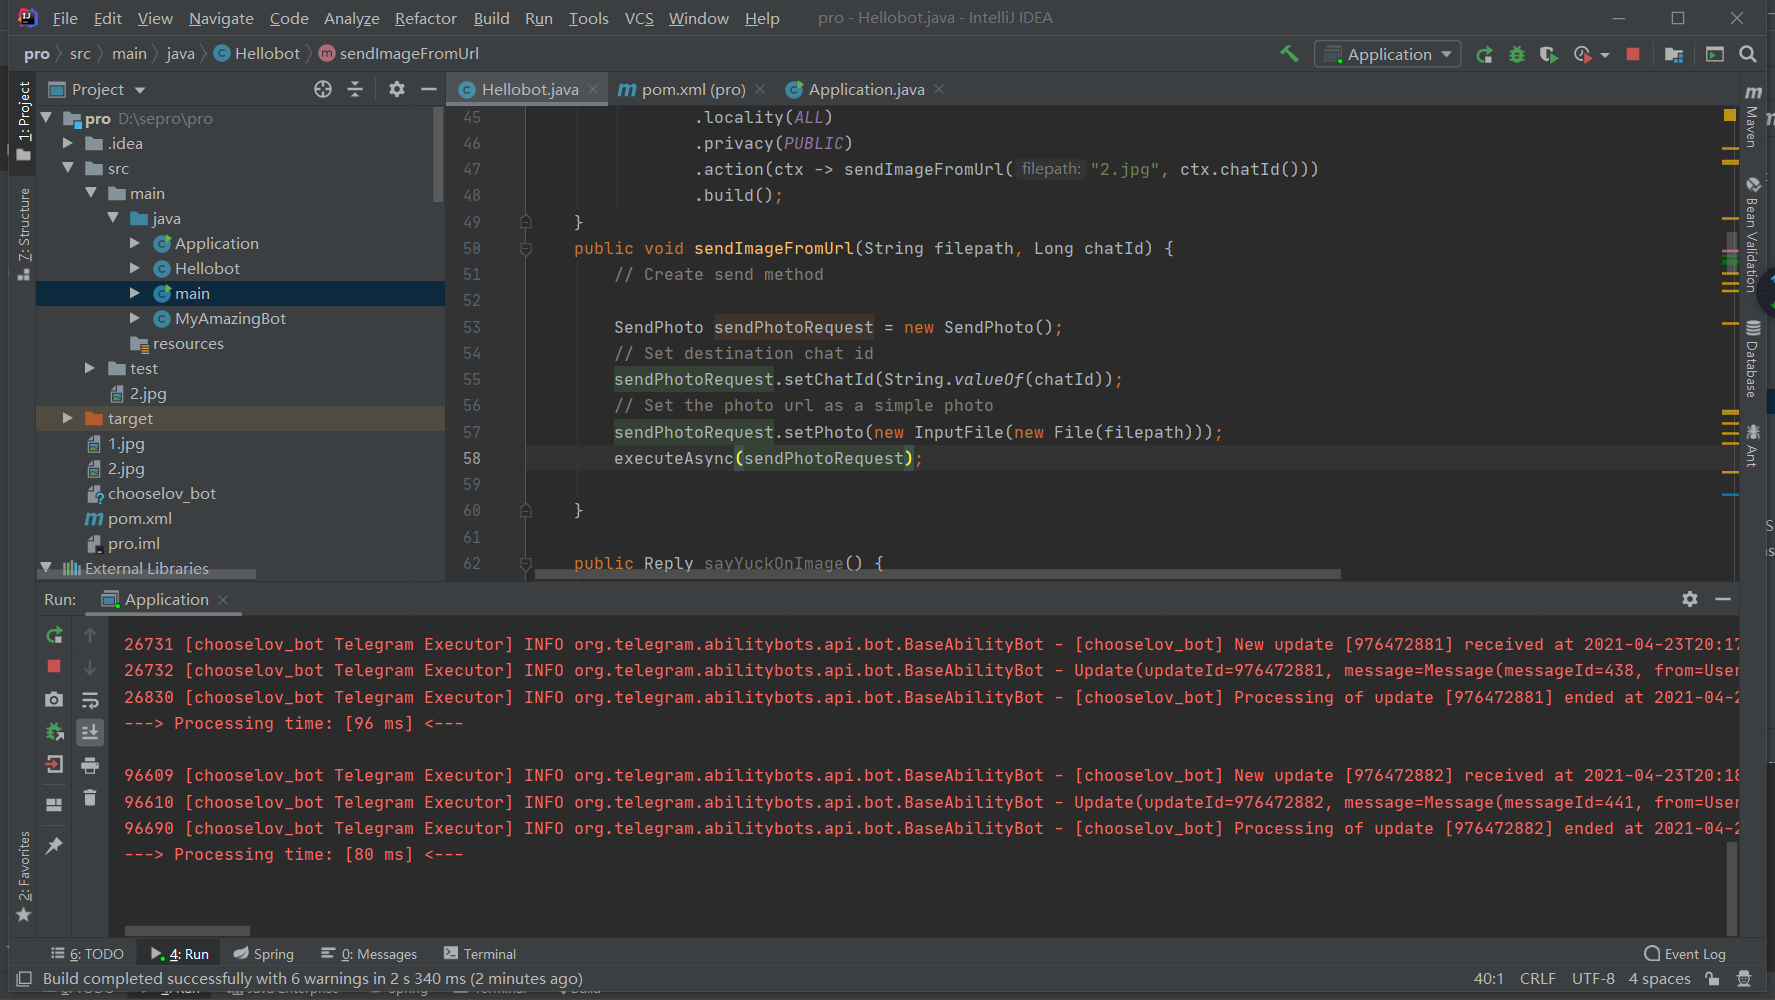 File Edit View Navigate Code Analyze Refactor Build Run Tools VCS Window Help pro - Hellobot.java - IntelliJ IDEA
pro src main java Hellobot sendImageFromUrl
Application
1: Project
Z: Structure
2: Favorites
Project
pro D:\sepro\pro
.idea
src
main
java
Application
Hellobot
main
MyAmazingBot
resources
test
2.jpg
target
1.jpg
2.jpg
chooselov_bot
pom.xml
pro.iml
External Libraries
Hellobot.java pom.xml (pro) Application.java
45 .locality(ALL)
46 .privacy(PUBLIC)
47 .action(ctx -> sendImageFromUrl( filepath: "2.jpg", ctx.chatId()))
48 .build();
49 }
50 public void sendImageFromUrl(String filepath, Long chatId) {
51 // Create send method
52
53 SendPhoto sendPhotoRequest = new SendPhoto();
54 // Set destination chat id
55 sendPhotoRequest.setChatId(String.valueOf(chatId));
56 // Set the photo url as a simple photo
57 sendPhotoRequest.setPhoto(new InputFile(new File(filepath)));
58 executeAsync(sendPhotoRequest);
59
60 }
61
62 public Reply sayYuckOnImage() {
Maven
Bean Validation
Database
Ant
Run: Application
26731 [chooselov_bot Telegram Executor] INFO org.telegram.abilitybots.api.bot.BaseAbilityBot - [chooselov_bot] New update [976472881] received at 2021-04-23T20:17
26732 [chooselov_bot Telegram Executor] INFO org.telegram.abilitybots.api.bot.BaseAbilityBot - Update(updateId=976472881, message=Message(messageId=438, from=User
26830 [chooselov_bot Telegram Executor] INFO org.telegram.abilitybots.api.bot.BaseAbilityBot - [chooselov_bot] Processing of update [976472881] ended at 2021-04-2
---> Processing time: [96 ms] <---
96609 [chooselov_bot Telegram Executor] INFO org.telegram.abilitybots.api.bot.BaseAbilityBot - [chooselov_bot] New update [976472882] received at 2021-04-23T20:18
96610 [chooselov_bot Telegram Executor] INFO org.telegram.abilitybots.api.bot.BaseAbilityBot - Update(updateId=976472882, message=Message(messageId=441, from=User
96690 [chooselov_bot Telegram Executor] INFO org.telegram.abilitybots.api.bot.BaseAbilityBot - [chooselov_bot] Processing of update [976472882] ended at 2021-04-2
---> Processing time: [80 ms] <---
6: TODO 4: Run Spring 0: Messages Terminal Event Log
Build completed successfully with 6 warnings in 2 s 340 ms (2 minutes ago) 40:1 CRLF UTF-8 4 spaces